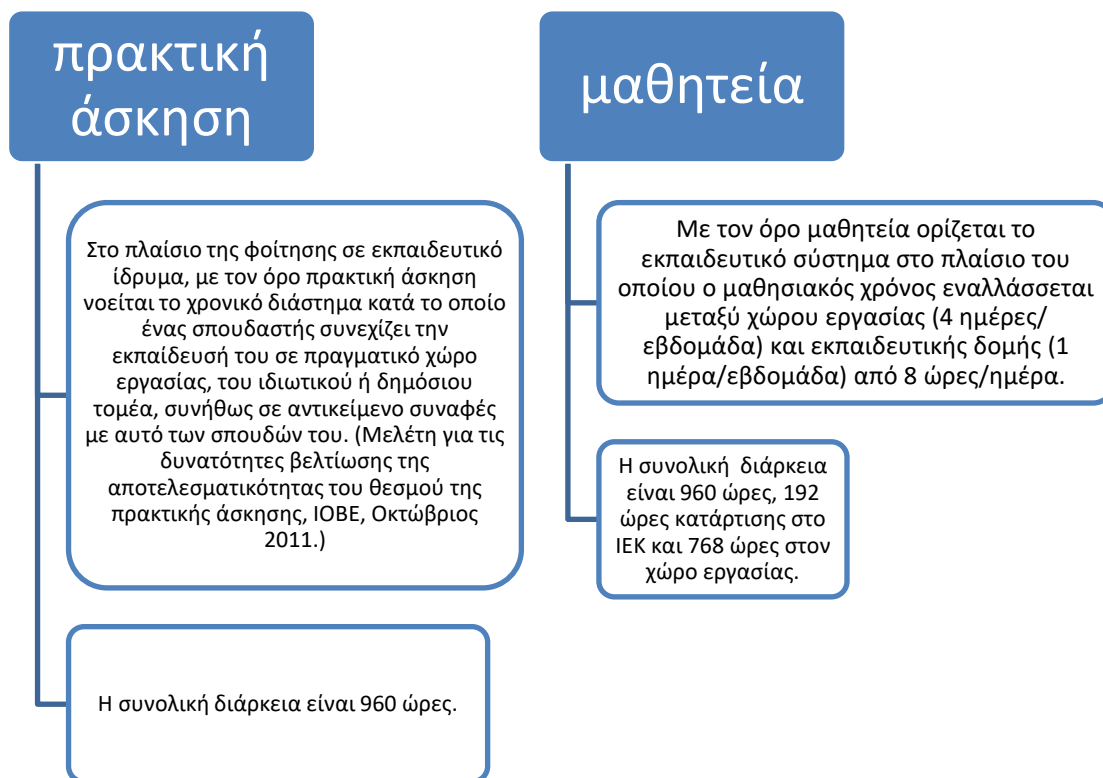 πρακτική
άσκηση
Στο πλαίσιο της φοίτησης σε εκπαιδευτικό
ίδρυμα, με τον όρο πρακτική άσκηση
νοείται το χρονικό διάστημα κατά το οποίο
ένας σπουδαστής συνεχίζει την
εκπαίδευσή του σε πραγματικό χώρο
εργασίας, του ιδιωτικού ή δημόσιου
τομέα, συνήθως σε αντικείμενο συναφές
με αυτό των σπουδών του. (Μελέτη για τις
δυνατότητες βελτίωσης της
αποτελεσματικότητας του θεσμού της
πρακτικής άσκησης, ΙΟΒΕ, Οκτώβριος
2011.)
Η συνολική διάρκεια είναι 960 ώρες.
μαθητεία
Με τον όρο μαθητεία ορίζεται το
εκπαιδευτικό σύστημα στο πλαίσιο του
οποίου ο μαθησιακός χρόνος εναλλάσσεται
μεταξύ χώρου εργασίας (4 ημέρες/
εβδομάδα) και εκπαιδευτικής δομής (1
ημέρα/εβδομάδα) από 8 ώρες/ημέρα.
Η συνολική διάρκεια
είναι 960 ώρες, 192
ώρες κατάρτισης στο
ΙΕΚ και 768 ώρες στον
χώρο εργασίας.